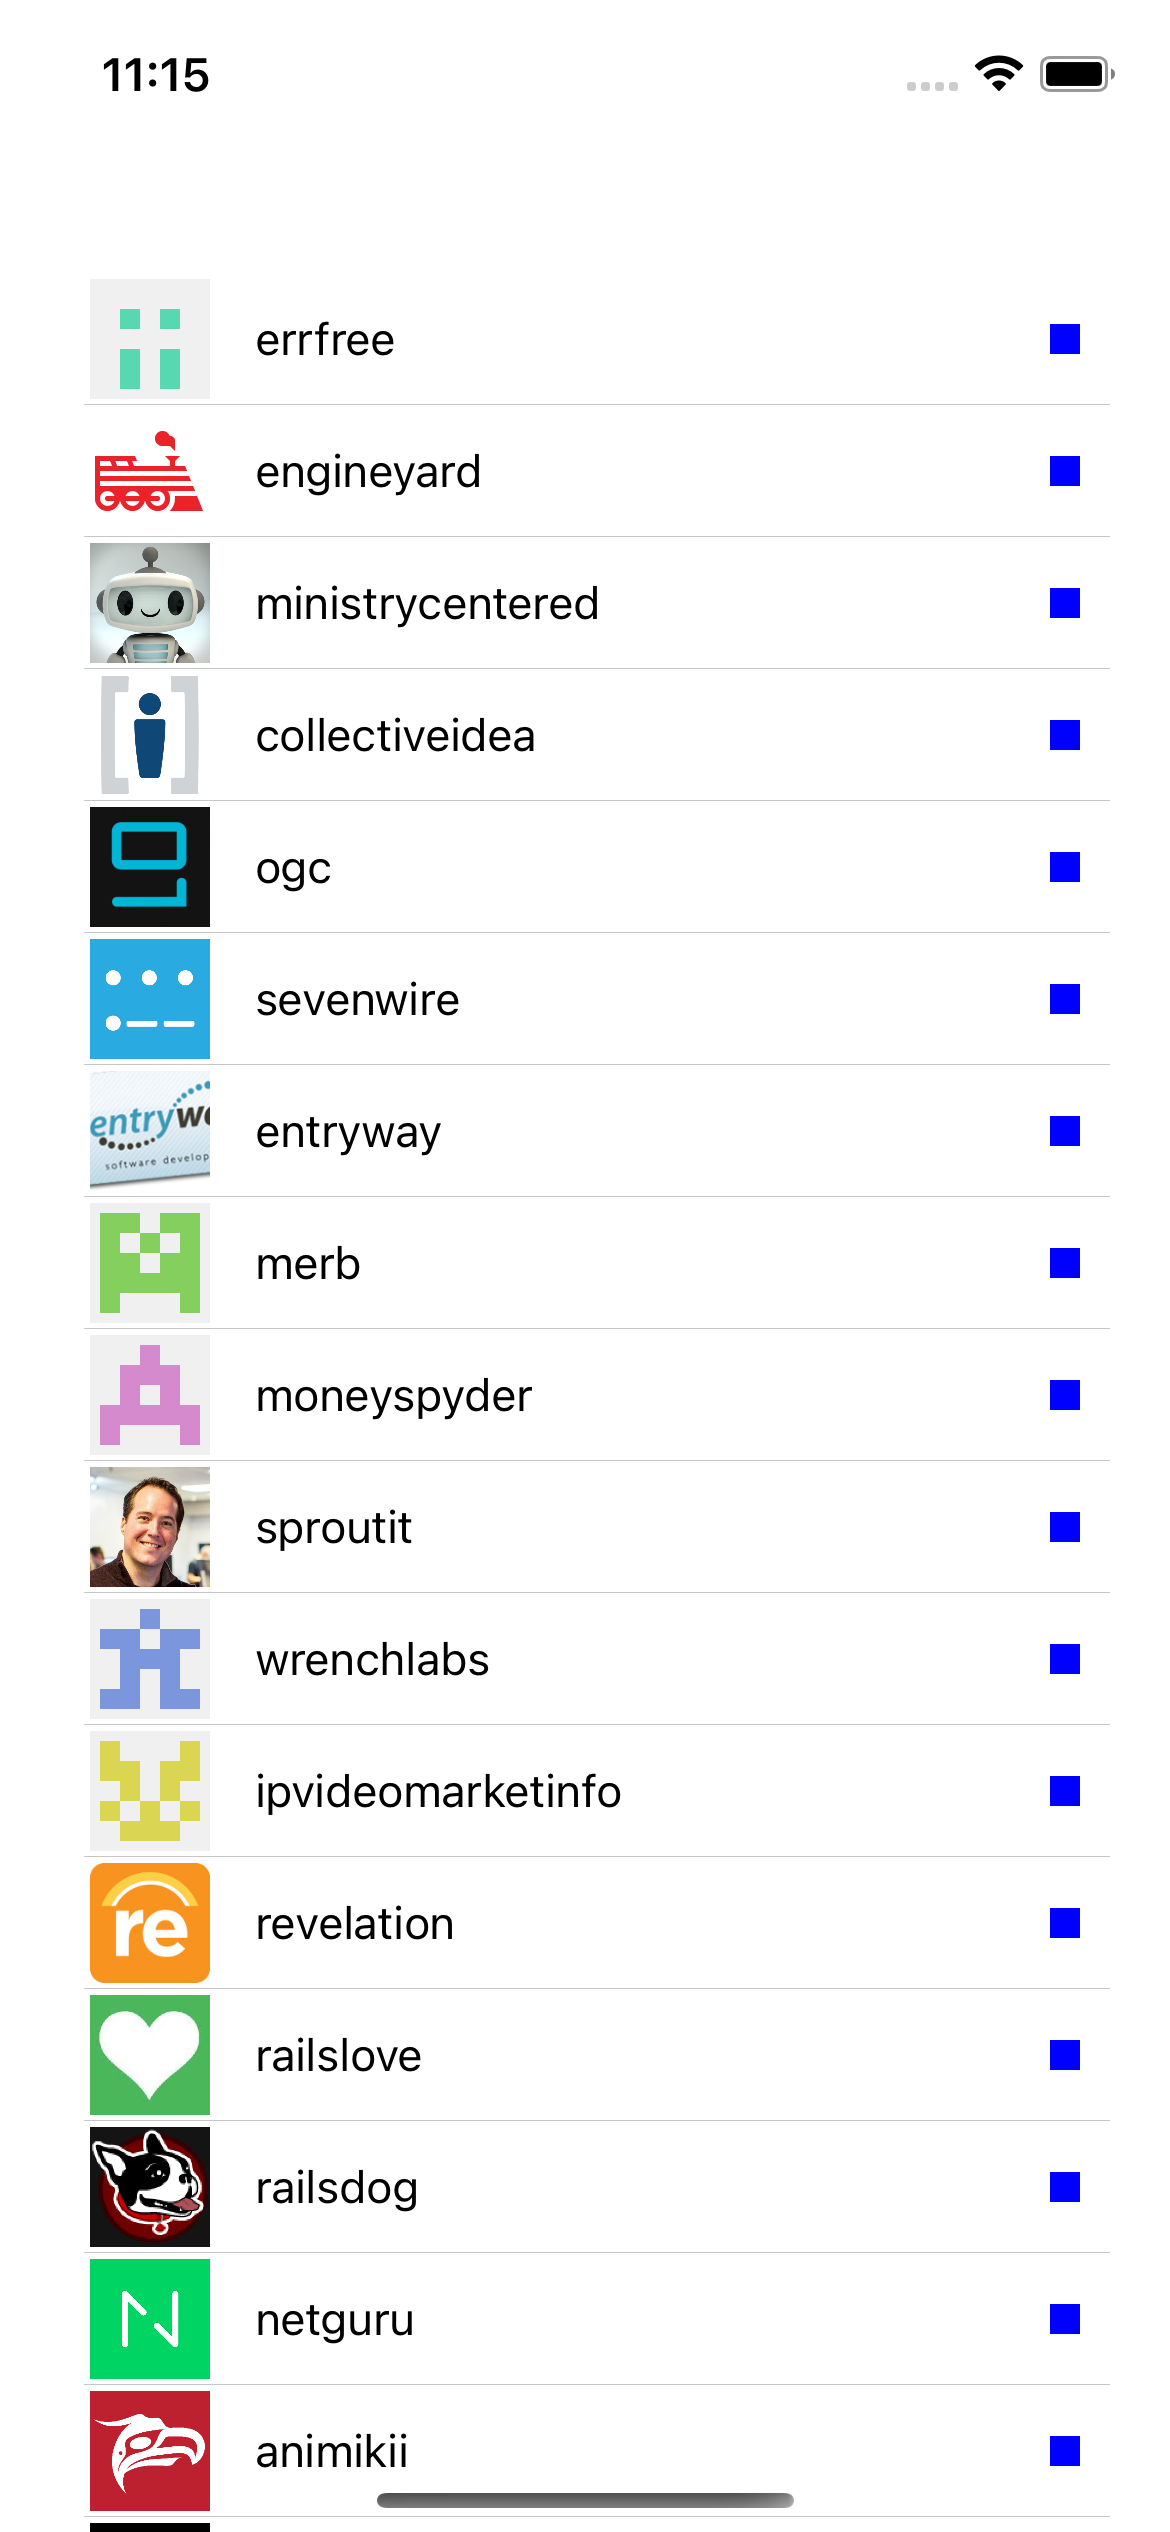 11:15
errfree
engineyard
ministrycentered
collectiveidea
ogc
sevenwire
entryw
software develop
entryway
merb
moneyspyder
sproutit
wrenchlabs
ipvideomarketinfo
re
revelation
railslove
railsdog
N
netguru
animikii